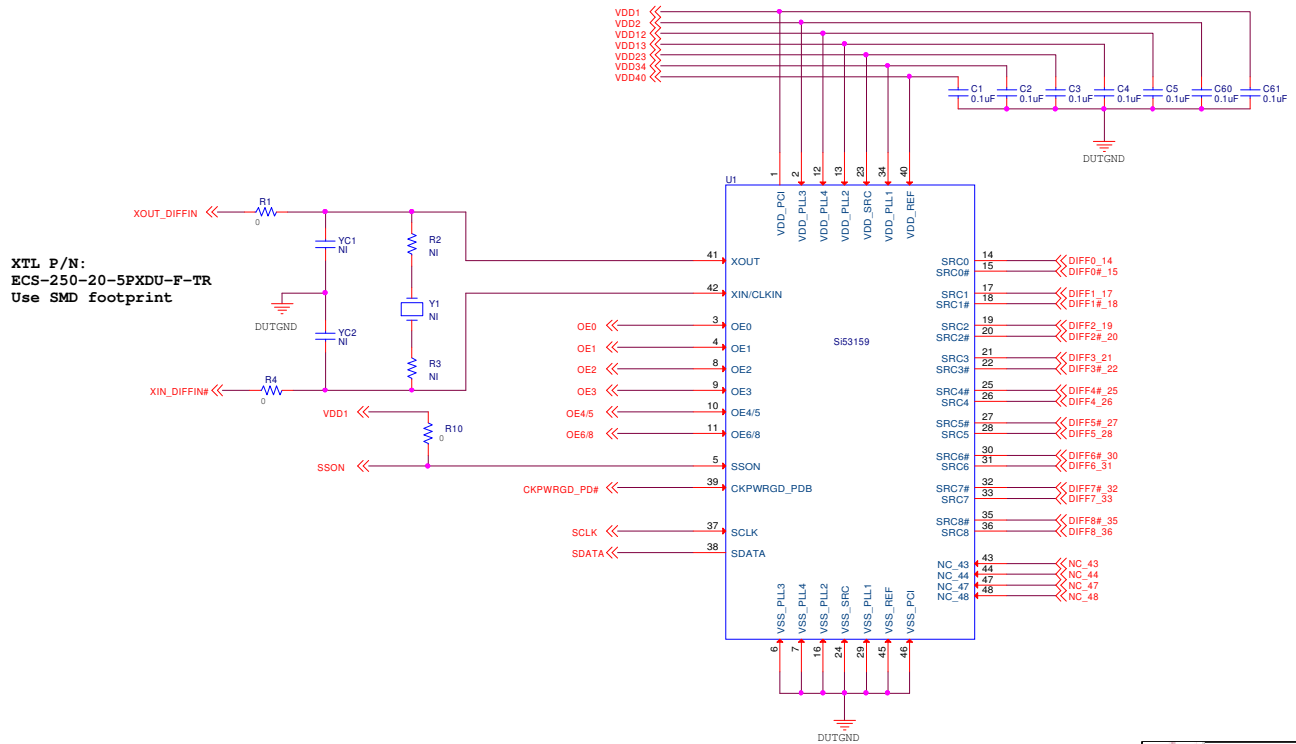 VDD1
VDD2
VDD12
VDD13
VDD23
VDD34
VDD40
C1
0.1uF
C2
0.1uF
C3
0.1uF
C4
0.1uF
C5
0.1uF
C60
0.1uF
C61
0.1uF
DUTGND
U1
1
2
12
13
23
34
40
VDD_PCI
VDD_PLL3
VDD_PLL4
VDD_PLL2
VDD_SRC
VDD_PLL1
VDD_REF
XOUT_DIFFIN
R1
0
YC1
NI
R2
NI
XTL P/N:
ECS-250-20-5PXDU-F-TR
Use SMD footprint
DUTGND
Y1
NI
YC2
NI
R3
NI
XIN_DIFFIN#
R4
0
VDD1
R10
0
41
XOUT
42
XIN/CLKIN
OE0
3
OE0
OE1
4
OE1
OE2
8
OE2
OE3
9
OE3
OE4/5
10
OE4/5
OE6/8
11
OE6/8
SSON
5
SSON
CKPWRGD_PD#
39
CKPWRGD_PDB
SCLK
37
SCLK
SDATA
38
SDATA
Si53159
SRC0
14
DIFF0_14
SRC0#
15
DIFF0#_15
SRC1
17
DIFF1_17
SRC1#
18
DIFF1#_18
SRC2
19
DIFF2_19
SRC2#
20
DIFF2#_20
SRC3
21
DIFF3_21
SRC3#
22
DIFF3#_22
SRC4#
25
DIFF4#_25
SRC4
26
DIFF4_26
SRC5#
27
DIFF5#_27
SRC5
28
DIFF5_28
SRC6#
30
DIFF6#_30
SRC6
31
DIFF6_31
SRC7#
32
DIFF7#_32
SRC7
33
DIFF7_33
SRC8#
35
DIFF8#_35
SRC8
36
DIFF8_36
NC_43
43
NC_43
NC_44
44
NC_44
NC_47
47
NC_47
NC_48
48
NC_48
VSS_PLL3
VSS_PLL4
VSS_PLL2
VSS_SRC
VSS_PLL1
VSS_REF
VSS_PCI
6
7
16
24
29
45
46
DUTGND